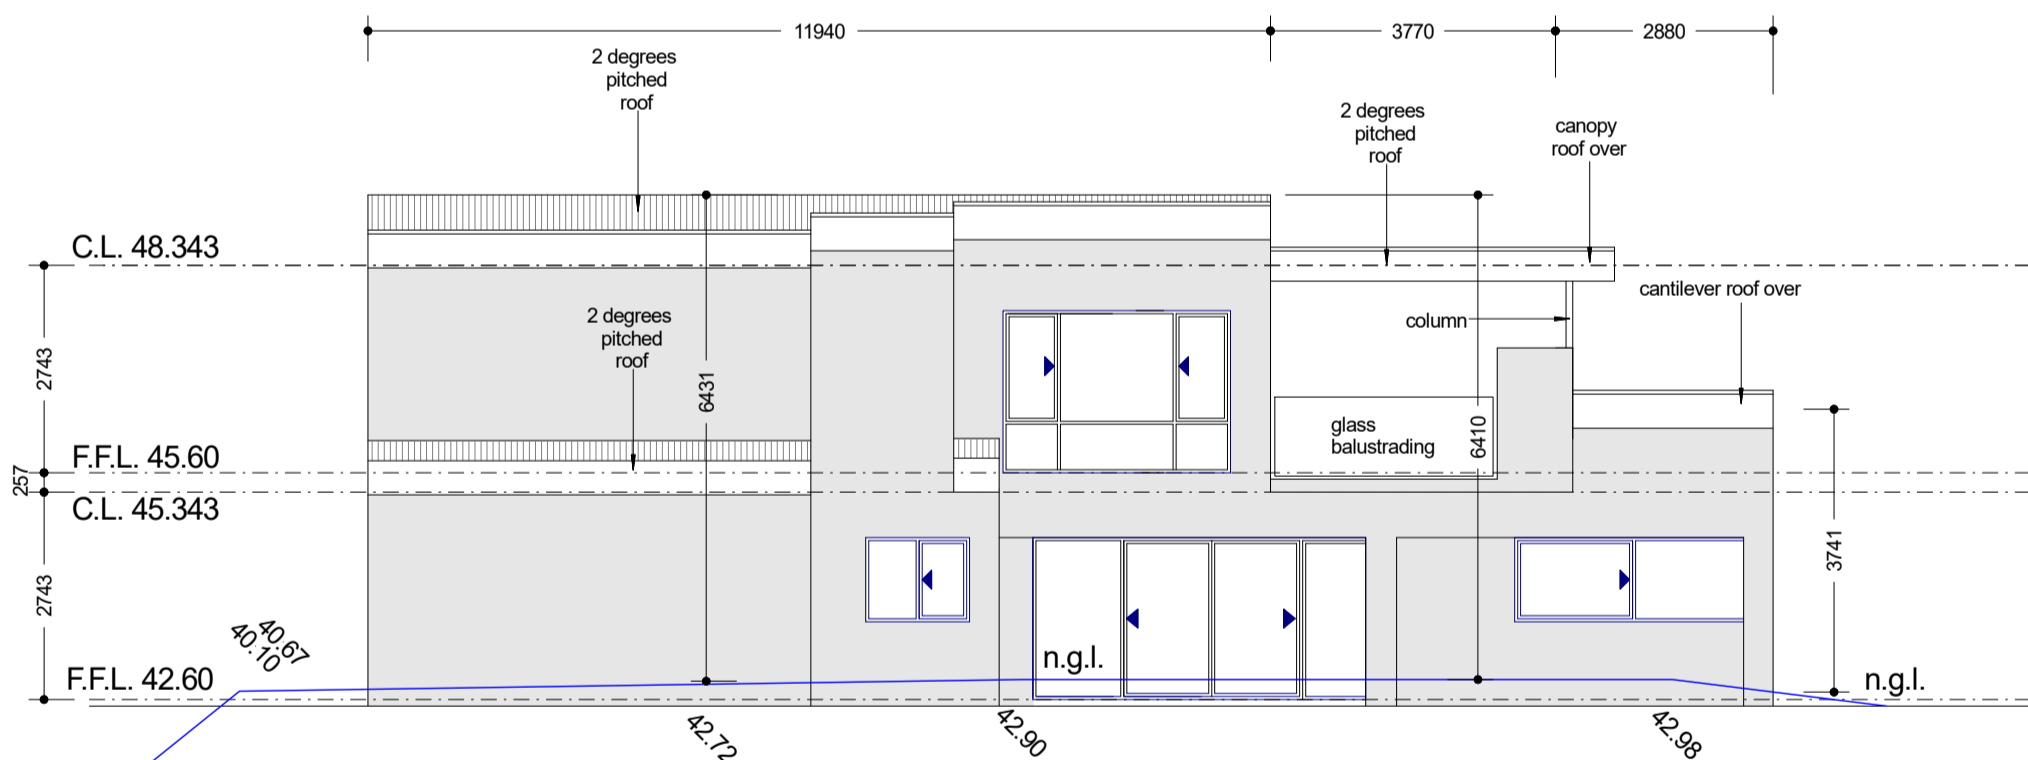 11940
3770
2880
2 degrees
pitched
roof
2 degrees
pitched
roof
canopy
roof over
C.L. 48.343
cantilever roof over
column
2 degrees
pitched
roof
2743
6431
glass
balustrading
6410
F.F.L. 45.60
257
C.L. 45.343
3741
2743
40.67
40.10
n.g.l.
F.F.L. 42.60
n.g.l.
42.72
42.90
42.98